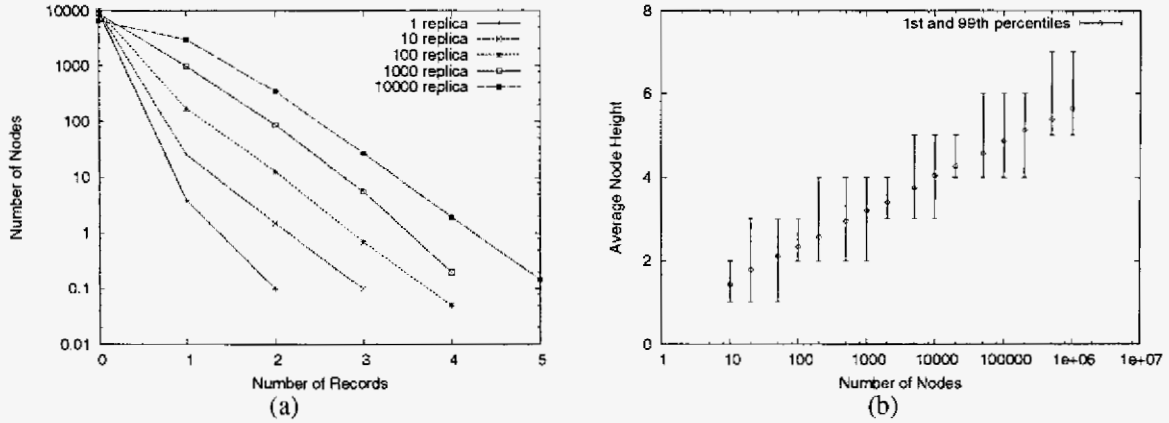 10000
1000
100
10
1
0.1
0.01
Number of Nodes
1 replica
10 replica
100 replica
1000 replica
10000 replica
0 1 2 3 4 5
Number of Records
(a)
8
6
4
2
0
Average Node Height
1st and 99th percentiles
1 10 100 1000 10000 100000 1e+06 1e+07
Number of Nodes
(b)